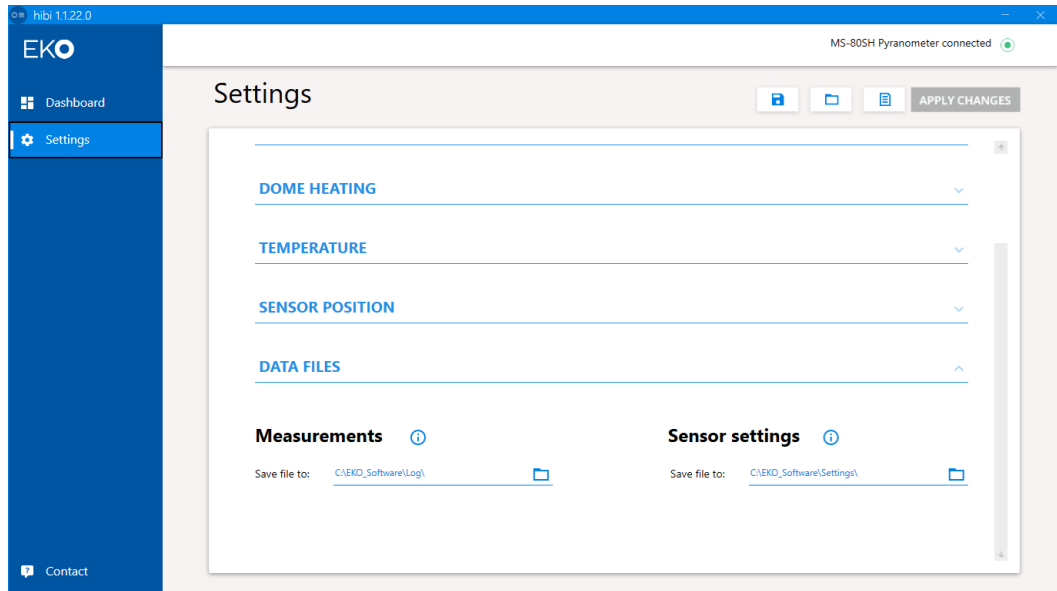 hibi 1.1.22.0
EKO
MS-80SH Pyranometer connected
Dashboard
Settings
Settings
APPLY CHANGES
DOME HEATING
TEMPERATURE
SENSOR POSITION
DATA FILES
Measurements
Sensor settings
Save file to: C:\EKO_Software\Log\
Save file to: C:\EKO_Software\Settings\
Contact